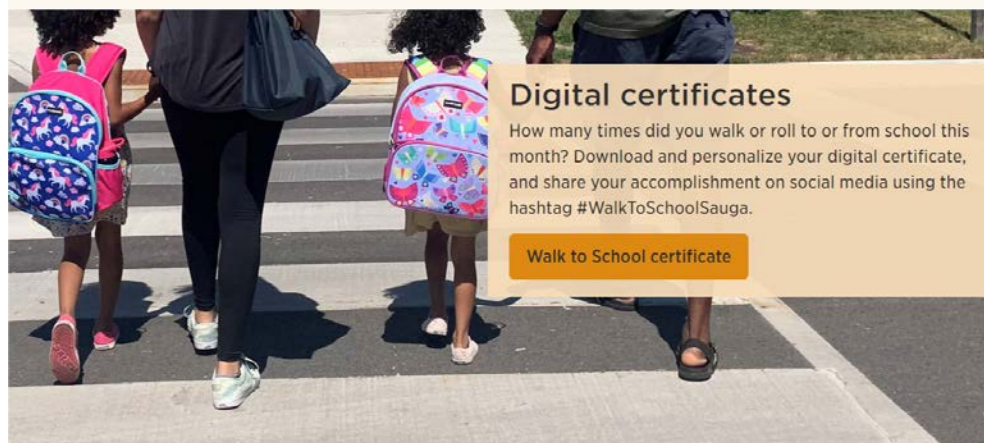 Digital certificates
How many times did you walk or roll to or from school this
month? Download and personalize your digital certificate,
and share your accomplishment on social media using the
hashtag #WalkToSchoolSauga.
Walk to School certificate